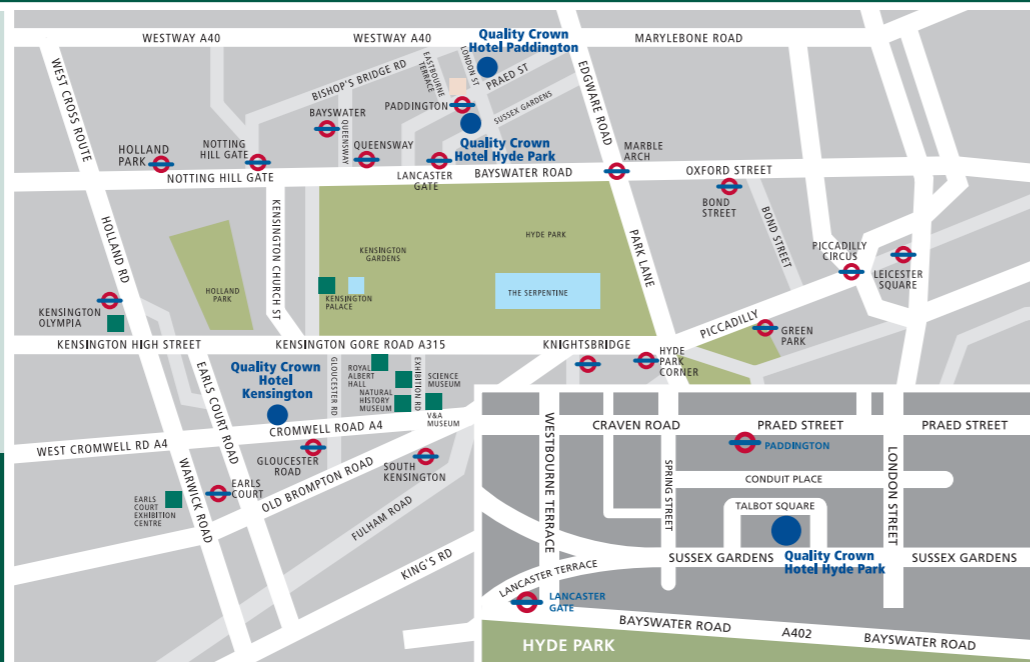 WESTWAY A40
WESTWAY A40
Quality Crown
Hotel Paddington
MARYLEBONE ROAD
WEST CROSS ROUTE
BISHOP'S BRIDGE RD
EASTBOURNE
TERRACE
LONDON ST
PRAED ST
EDGWARE ROAD
PADDINGTON
SUSSEX GARDENS
BAYSWATER
QUEENSWAY
QUEENSWAY
Quality Crown
Hotel Hyde Park
HOLLAND
PARK
NOTTING
HILL GATE
NOTTING HILL GATE
LANCASTER
GATE
BAYSWATER ROAD
MARBLE
ARCH
OXFORD STREET
BOND
STREET
BOND STREET
HOLLAND RD
KENSINGTON CHURCH ST
HOLLAND
PARK
KENSINGTON
GARDENS
HYDE PARK
KENSINGTON
PALACE
THE SERPENTINE
PARK LANE
PICCADILLY
CIRCUS
LEICESTER
SQUARE
KENSINGTON
OLYMPIA
PICCADILLY
GREEN
PARK
KENSINGTON HIGH STREET
KENSINGTON GORE ROAD A315
KNIGHTSBRIDGE
HYDE
PARK
CORNER
Quality Crown
Hotel
Kensington
EARLS COURT ROAD
GLOUCESTER RD
ROYAL
ALBERT
HALL
NATURAL
HISTORY
MUSEUM
EXHIBITION RD
SCIENCE
MUSEUM
V&A
MUSEUM
WEST CROMWELL RD A4
CROMWELL ROAD A4
GLOUCESTER
ROAD
SOUTH
KENSINGTON
WARWICK ROAD
EARLS
COURT
EARLS
COURT
EXHIBITION
CENTRE
OLD BROMPTON ROAD
FULHAM ROAD
KING'S RD
WESTBOURNE TERRACE
CRAVEN ROAD
PRAED STREET
PRAED STREET
PADDINGTON
SPRING STREET
CONDUIT PLACE
LONDON STREET
TALBOT SQUARE
SUSSEX GARDENS
Quality Crown
Hotel Hyde Park
SUSSEX GARDENS
LANCASTER TERRACE
LANCASTER
GATE
BAYSWATER ROAD
A402
BAYSWATER ROAD
HYDE PARK